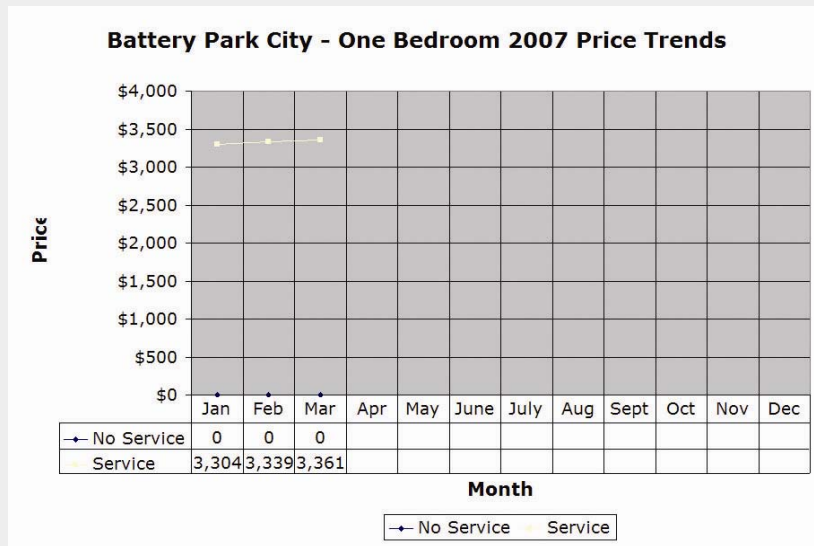 Battery Park City - One Bedroom 2007 Price Trends
$4,000
$3,500
$3,000
$2,500
$2,000
$1,500
$1,000
$500
$0
Price
Jan Feb Mar Apr May June July Aug Sept Oct Nov Dec
No Service 0 0 0
Service 3,304 3,339 3,361
Month
No Service Service